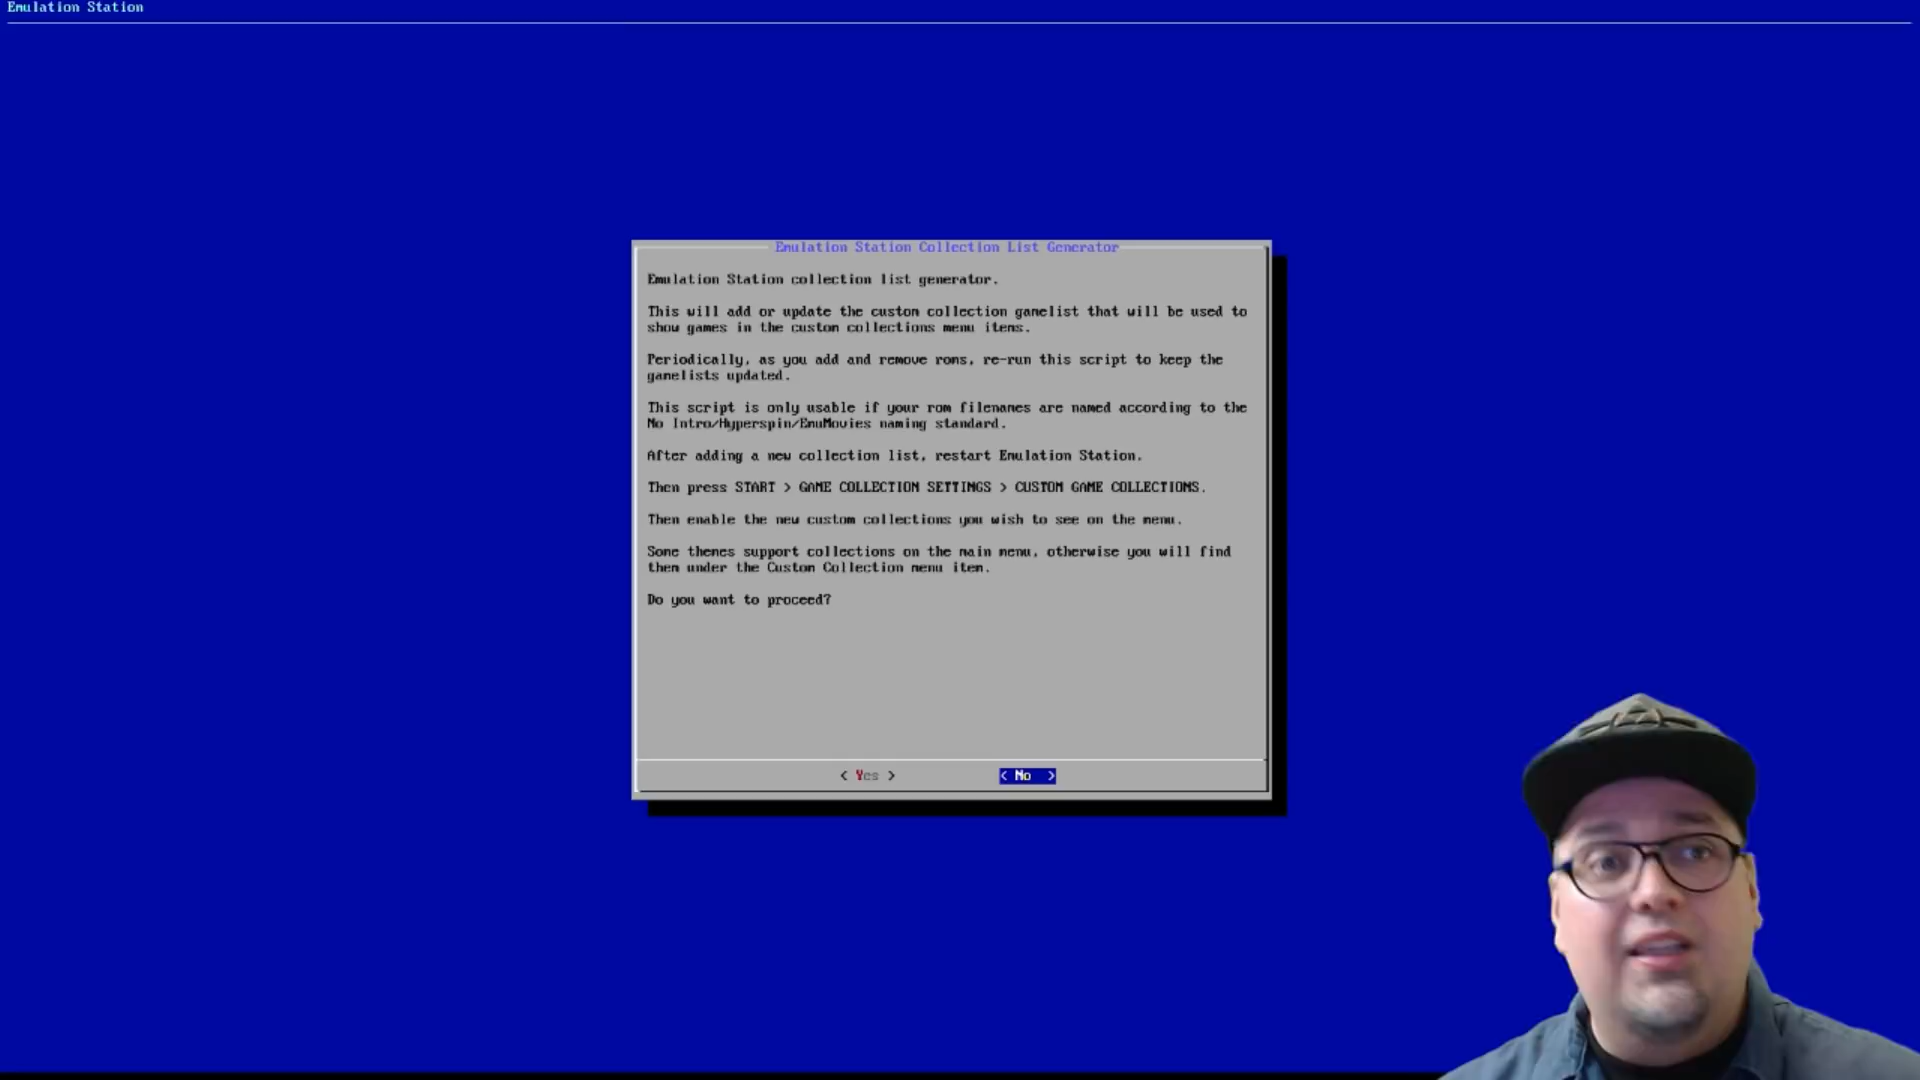 Emulation Station
Emulation Station Collection List Generator
Emulation Station collection list generator.
This will add or update the custom collection gamelist that will be used to
show games in the custom collections menu items.
Periodically, as you add and remove roms, re-run this script to keep the
gamelists updated.
This script is only usable if your rom filenames are named according to the
No Intro/Hyperspin/EmuMovies naming standard.
After adding a new collection list, restart Emulation Station.
Then press START > GAME COLLECTION SETTINGS > CUSTOM GAME COLLECTIONS.
Then enable the new custom collections you wish to see on the menu.
Some themes support collections on the main menu, otherwise you will find
them under the Custom Collection menu item.
Do you want to proceed?
< Yes > < No >